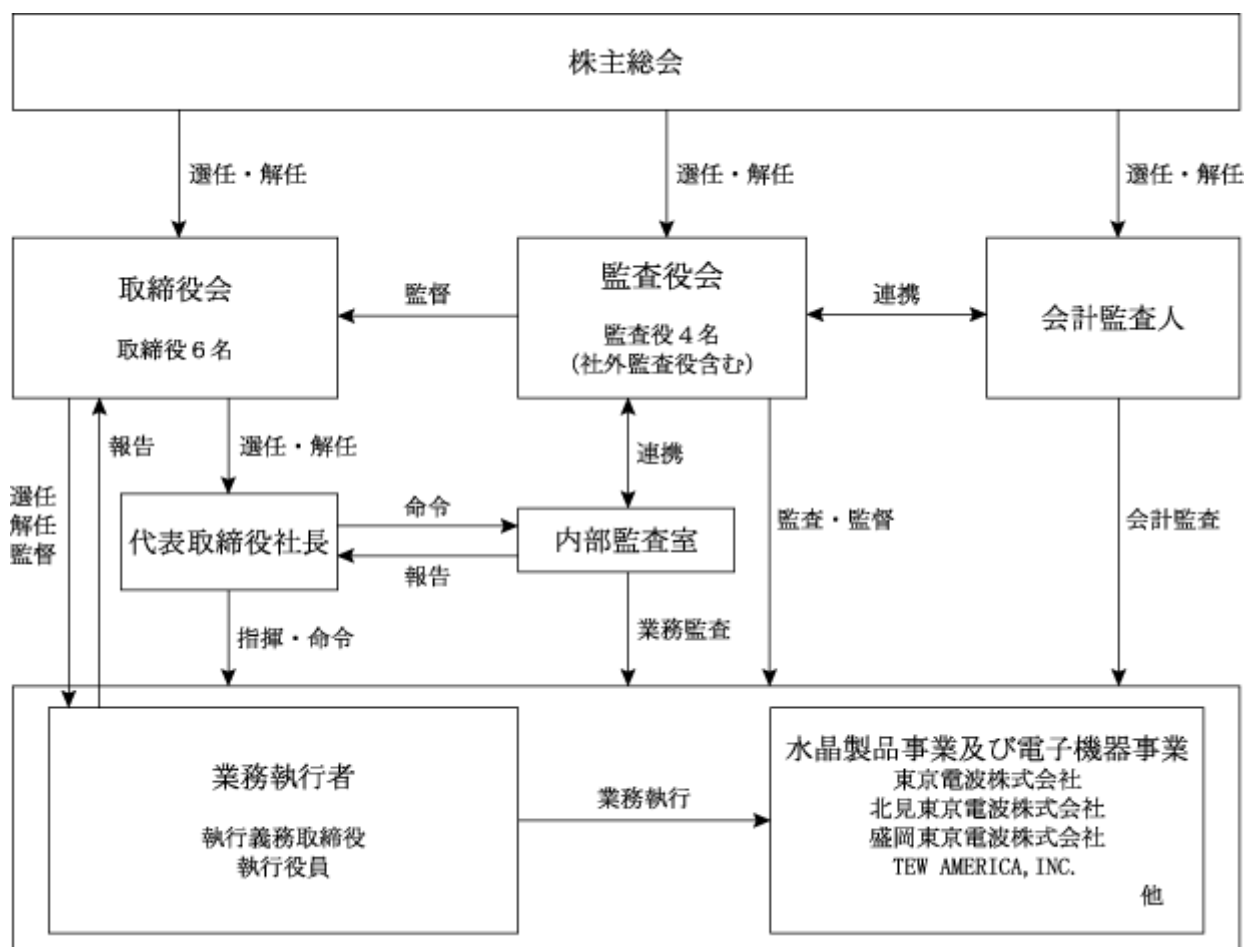 株主総会
選任・解任
選任・解任
選任・解任
取締役会
取締役6名
監督
監査役会
監査役4名
(社外監査役含む)
連携
会計監査人
選任
解任
監督
報告
選任・解任
連携
監査・監督
会計監査
代表取締役社長
命令
報告
内部監査室
指揮・命令
業務監査
業務執行者
執行義務取締役
執行役員
業務執行
水晶製品事業及び電子機器事業
東京電波株式会社
北見東京電波株式会社
盛岡東京電波株式会社
TEW AMERICA, INC.
他